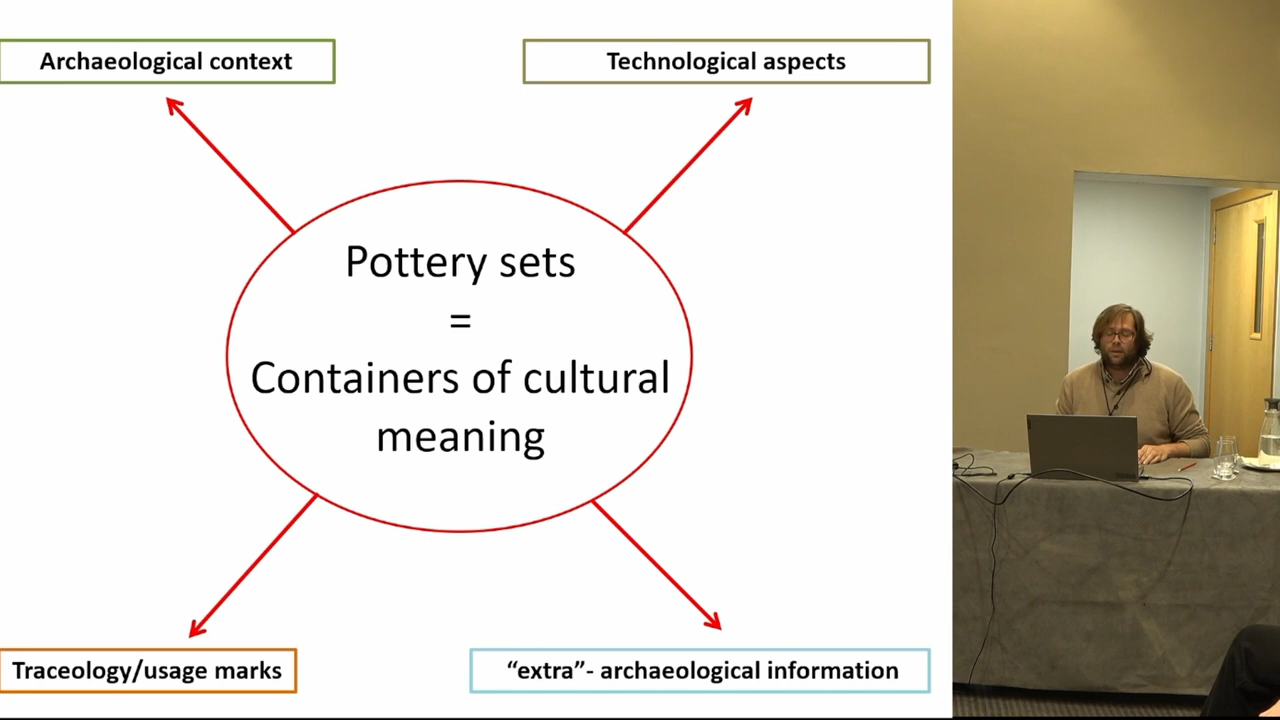 Archaeological context
Technological aspects
Pottery sets
=
Containers of cultural
meaning
Traceology/usage marks
“extra”- archaeological information